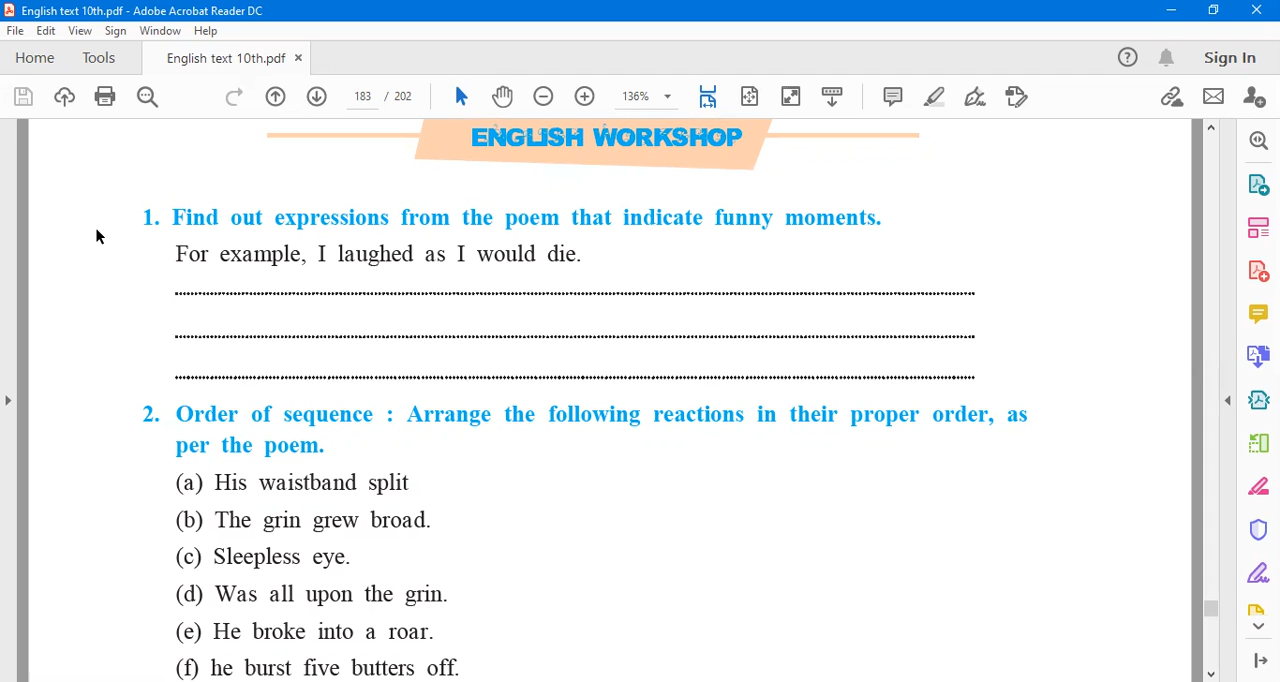 English text 10th.pdf - Adobe Acrobat Reader DC
File Edit View Sign Window Help
Home Tools English text 10th.pdf × Sign In
183 / 202 136%
ENGLISH WORKSHOP
1. Find out expressions from the poem that indicate funny moments.
For example, I laughed as I would die.
2. Order of sequence : Arrange the following reactions in their proper order, as
per the poem.
(a) His waistband split
(b) The grin grew broad.
(c) Sleepless eye.
(d) Was all upon the grin.
(e) He broke into a roar.
(f) he burst five butters off.